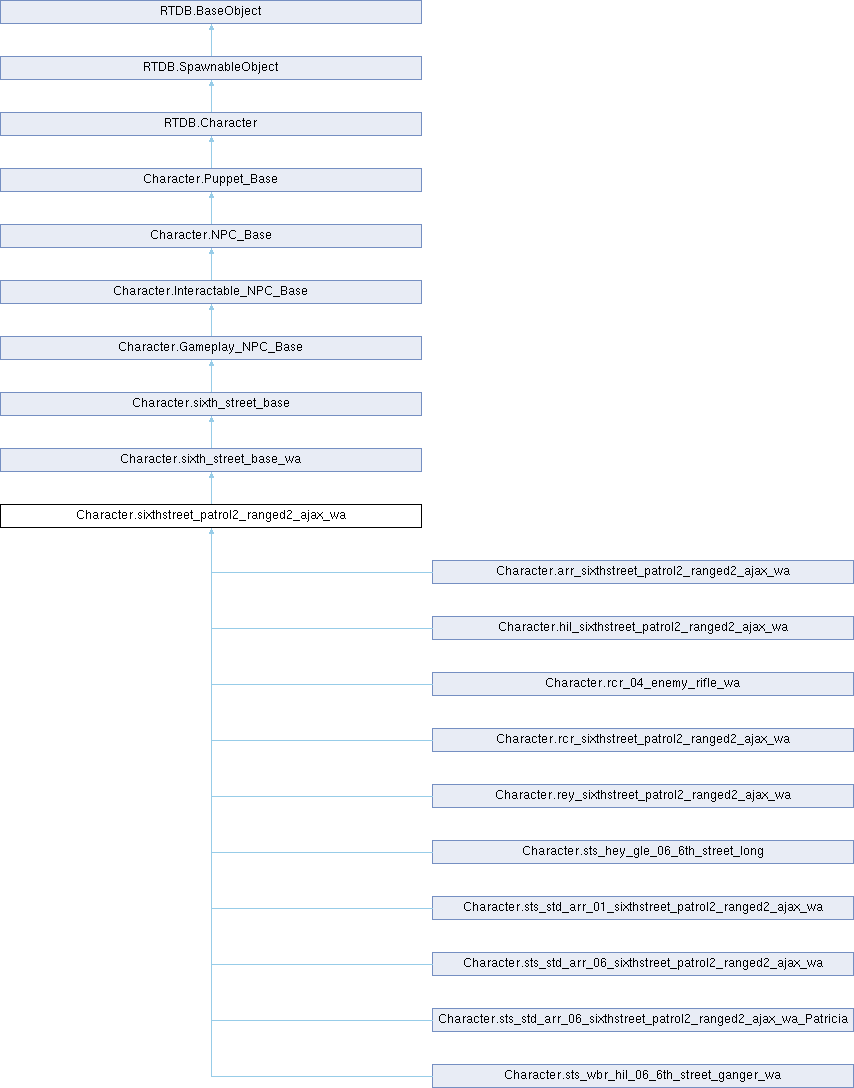 RTDB.BaseObject
RTDB.SpawnableObject
RTDB.Character
Character.Puppet_Base
Character.NPC_Base
Character.Interactable_NPC_Base
Character.Gameplay_NPC_Base
Character.sixth_street_base
Character.sixth_street_base_wa
Character.sixthstreet_patrol2_ranged2_ajax_wa
Character.arr_sixthstreet_patrol2_ranged2_ajax_wa
Character.hil_sixthstreet_patrol2_ranged2_ajax_wa
Character.rcr_04_enemy_rifle_wa
Character.rcr_sixthstreet_patrol2_ranged2_ajax_wa
Character.rey_sixthstreet_patrol2_ranged2_ajax_wa
Character.sts_hey_gle_06_6th_street_long
Character.sts_std_arr_01_sixthstreet_patrol2_ranged2_ajax_wa
Character.sts_std_arr_06_sixthstreet_patrol2_ranged2_ajax_wa
Character.sts_std_arr_06_sixthstreet_patrol2_ranged2_ajax_wa_Patricia
Character.sts_wbr_hil_06_6th_street_ganger_wa